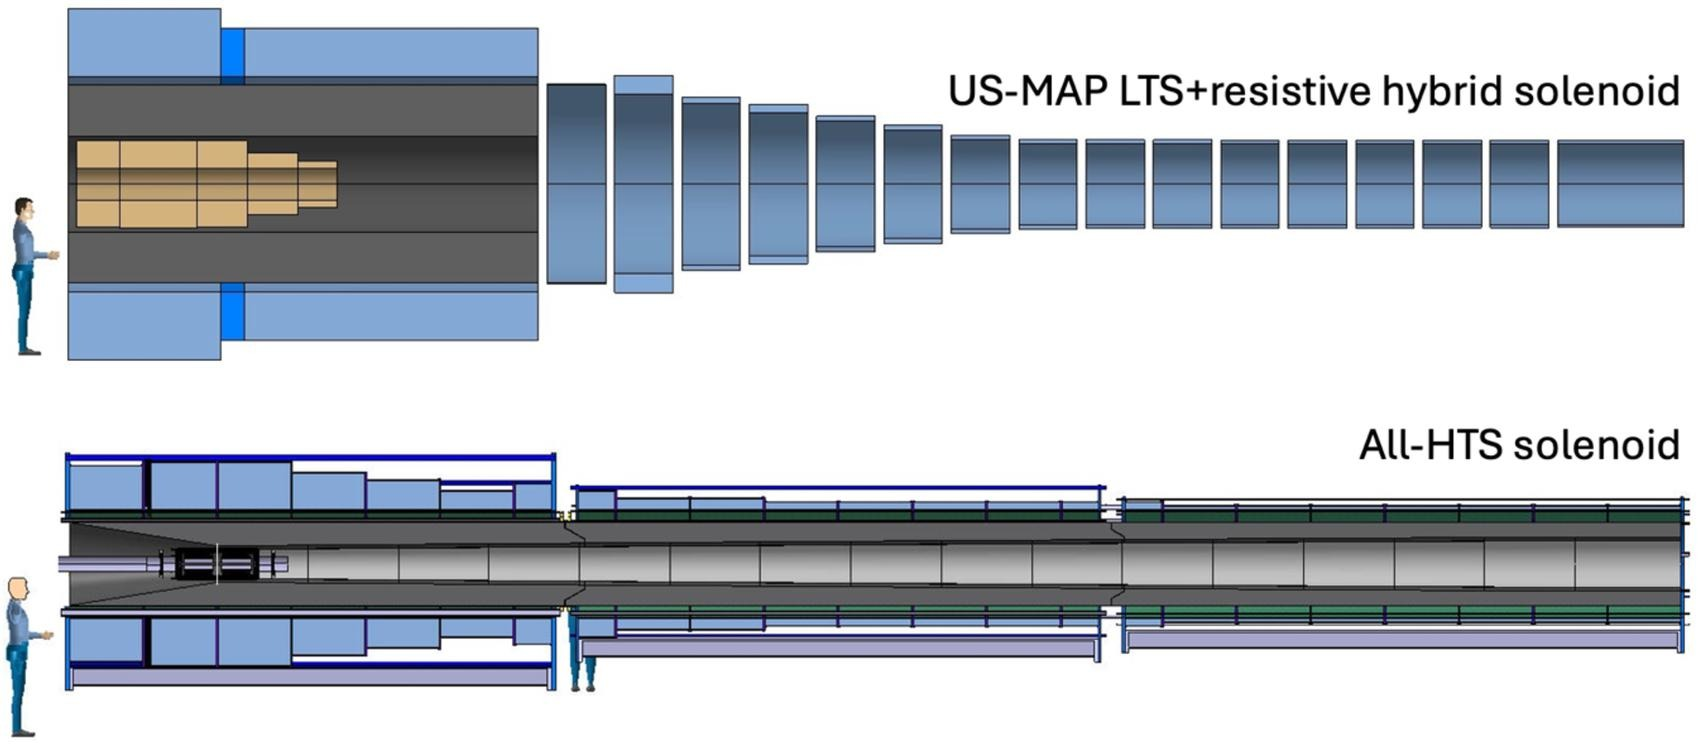 US-MAP LTS+resistive hybrid solenoid
All-HTS solenoid